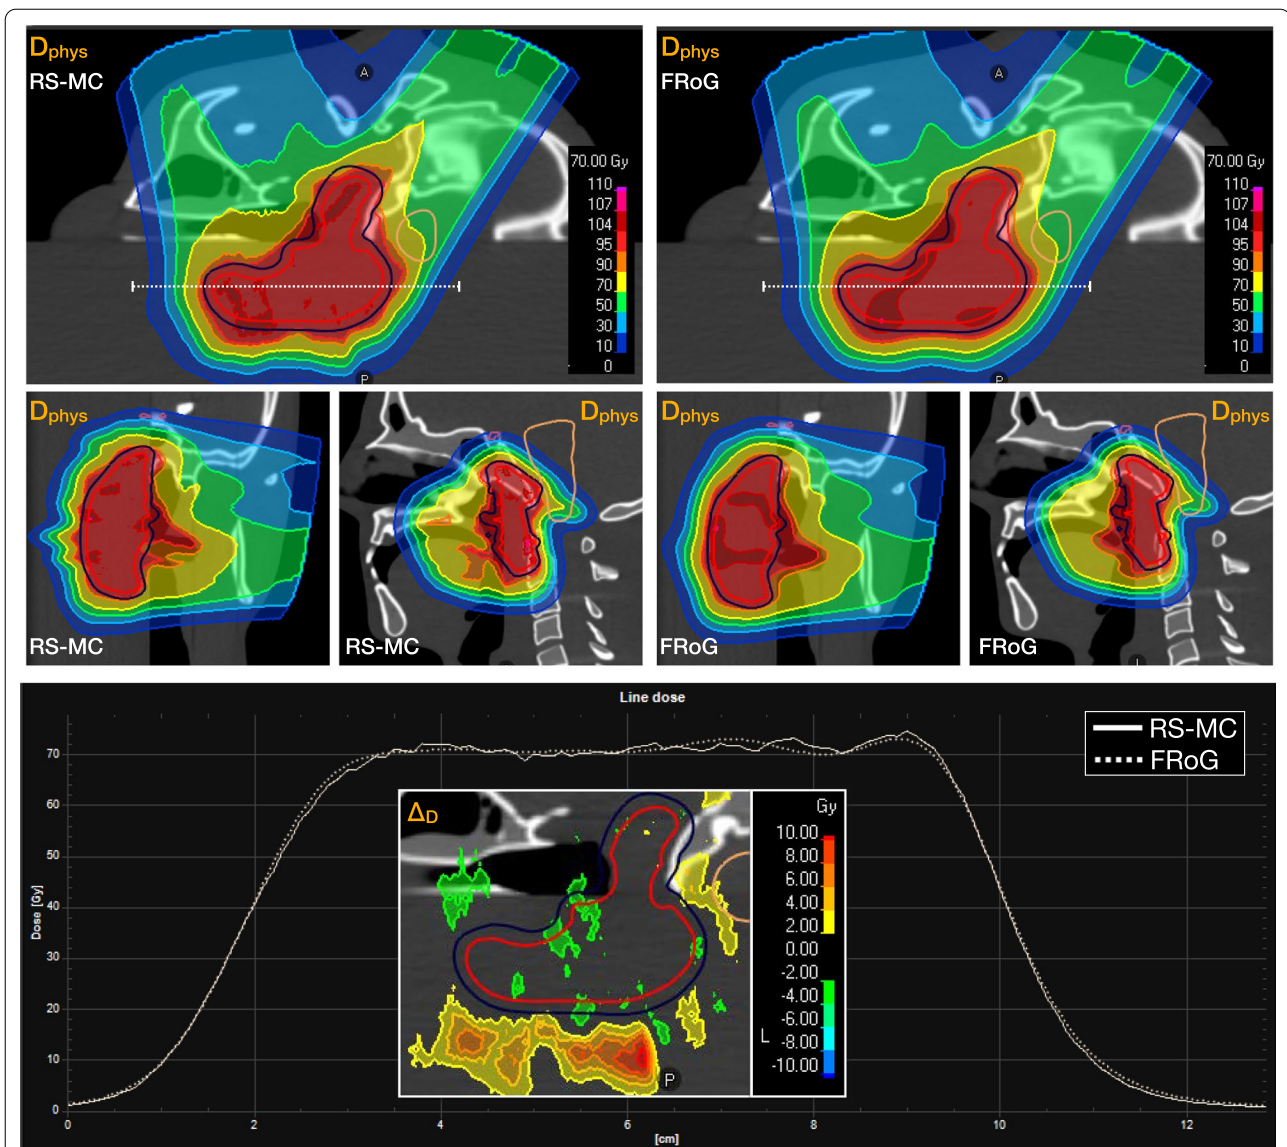 Dphys
RS-MC
A
P
70.00 Gy
110
107
104
95
90
70
50
30
10
0
Dphys
FRoG
A
P
70.00 Gy
110
107
104
95
90
70
50
30
10
0
Dphys
RS-MC
Dphys
RS-MC
Dphys
FRoG
Dphys
FRoG
Line dose
RS-MC
FRoG
Dose [Gy]
70
60
50
40
30
20
10
0
ΔD
P
L
Gy
10.00
8.00
6.00
4.00
2.00
0.00
-2.00
-4.00
-6.00
-8.00
-10.00
0 2 4 6 8 10 12
[cm]